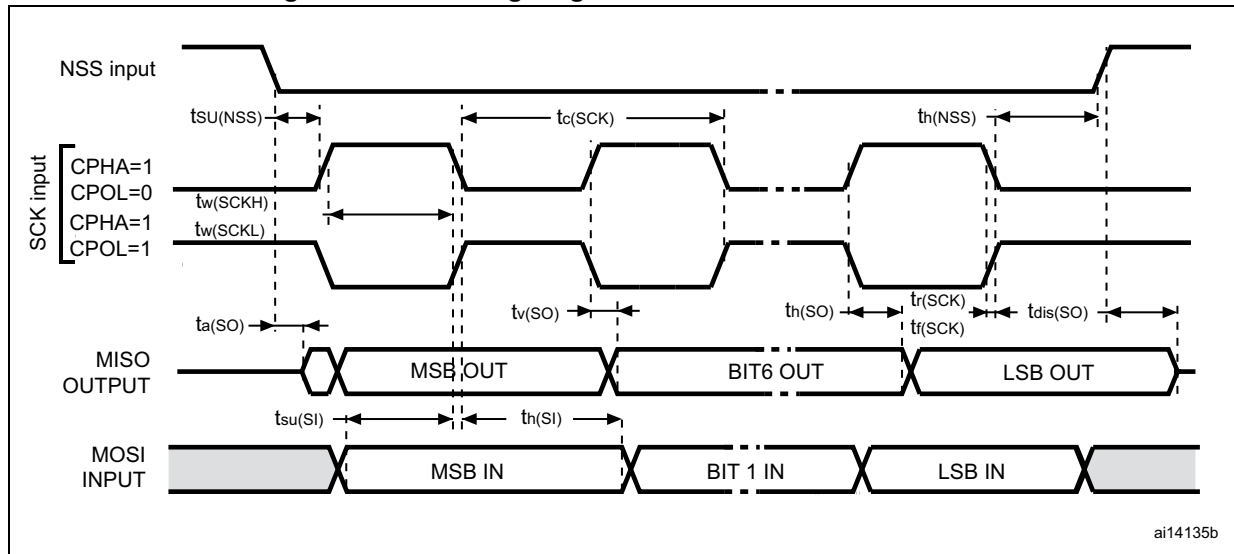 NSS input
tSU(NSS)
tc(SCK)
th(NSS)
SCK input
CPHA=1
CPOL=0
tw(SCKH)
CPHA=1
tw(SCKL)
CPOL=1
ta(SO)
tv(SO)
th(SO)
tr(SCK)
tf(SCK)
tdis(SO)
MISO
OUTPUT
MSB OUT
BIT6 OUT
LSB OUT
tsu(SI)
th(SI)
MOSI
INPUT
MSB IN
BIT 1 IN
LSB IN
ai14135b